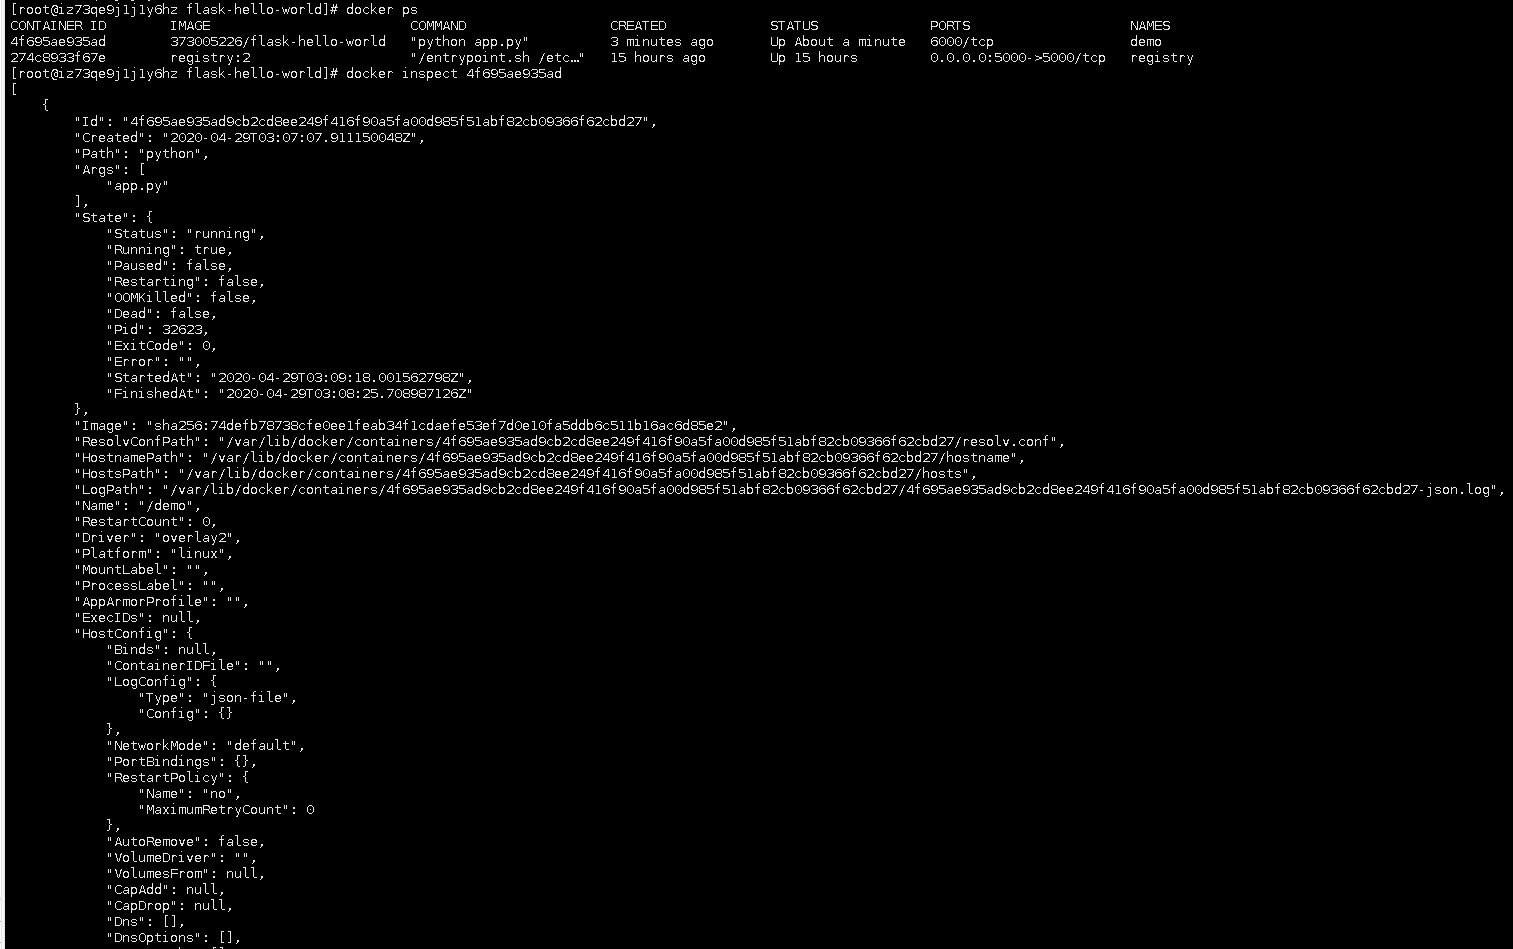 [root@iz73qe9j1j1y6hz flask-hello-world]# docker ps
CONTAINER ID        IMAGE                         COMMAND                  CREATED             STATUS              PORTS                    NAMES
4f695ae935ad        373005226/flask-hello-world   "python app.py"          3 minutes ago       Up About a minute   6000/tcp                 demo
274c8933f67e        registry:2                    "/entrypoint.sh /etc…"   15 hours ago        Up 15 hours         0.0.0.0:5000->5000/tcp   registry
[root@iz73qe9j1j1y6hz flask-hello-world]# docker inspect 4f695ae935ad
[
    {
        "Id": "4f695ae935ad9cb2cd8ee249f416f90a5fa00d985f51abf82cb09366f62cbd27",
        "Created": "2020-04-29T03:07:07.911150048Z",
        "Path": "python",
        "Args": [
            "app.py"
        ],
        "State": {
            "Status": "running",
            "Running": true,
            "Paused": false,
            "Restarting": false,
            "OOMKilled": false,
            "Dead": false,
            "Pid": 32623,
            "ExitCode": 0,
            "Error": "",
            "StartedAt": "2020-04-29T03:09:18.001562798Z",
            "FinishedAt": "2020-04-29T03:08:25.708987126Z"
        },
        "Image": "sha256:74defb78738cfe0ee1feab34f1cdaefe53ef7d0e10fa5ddb6c511b16ac6d85e2",
        "ResolvConfPath": "/var/lib/docker/containers/4f695ae935ad9cb2cd8ee249f416f90a5fa00d985f51abf82cb09366f62cbd27/resolv.conf",
        "HostnamePath": "/var/lib/docker/containers/4f695ae935ad9cb2cd8ee249f416f90a5fa00d985f51abf82cb09366f62cbd27/hostname",
        "HostsPath": "/var/lib/docker/containers/4f695ae935ad9cb2cd8ee249f416f90a5fa00d985f51abf82cb09366f62cbd27/hosts",
        "LogPath": "/var/lib/docker/containers/4f695ae935ad9cb2cd8ee249f416f90a5fa00d985f51abf82cb09366f62cbd27/4f695ae935ad9cb2cd8ee249f416f90a5fa00d985f51abf82cb09366f62cbd27-json.log",
        "Name": "/demo",
        "RestartCount": 0,
        "Driver": "overlay2",
        "Platform": "linux",
        "MountLabel": "",
        "ProcessLabel": "",
        "AppArmorProfile": "",
        "ExecIDs": null,
        "HostConfig": {
            "Binds": null,
            "ContainerIDFile": "",
            "LogConfig": {
                "Type": "json-file",
                "Config": {}
            },
            "NetworkMode": "default",
            "PortBindings": {},
            "RestartPolicy": {
                "Name": "no",
                "MaximumRetryCount": 0
            },
            "AutoRemove": false,
            "VolumeDriver": "",
            "VolumesFrom": null,
            "CapAdd": null,
            "CapDrop": null,
            "Dns": [],
            "DnsOptions": [],